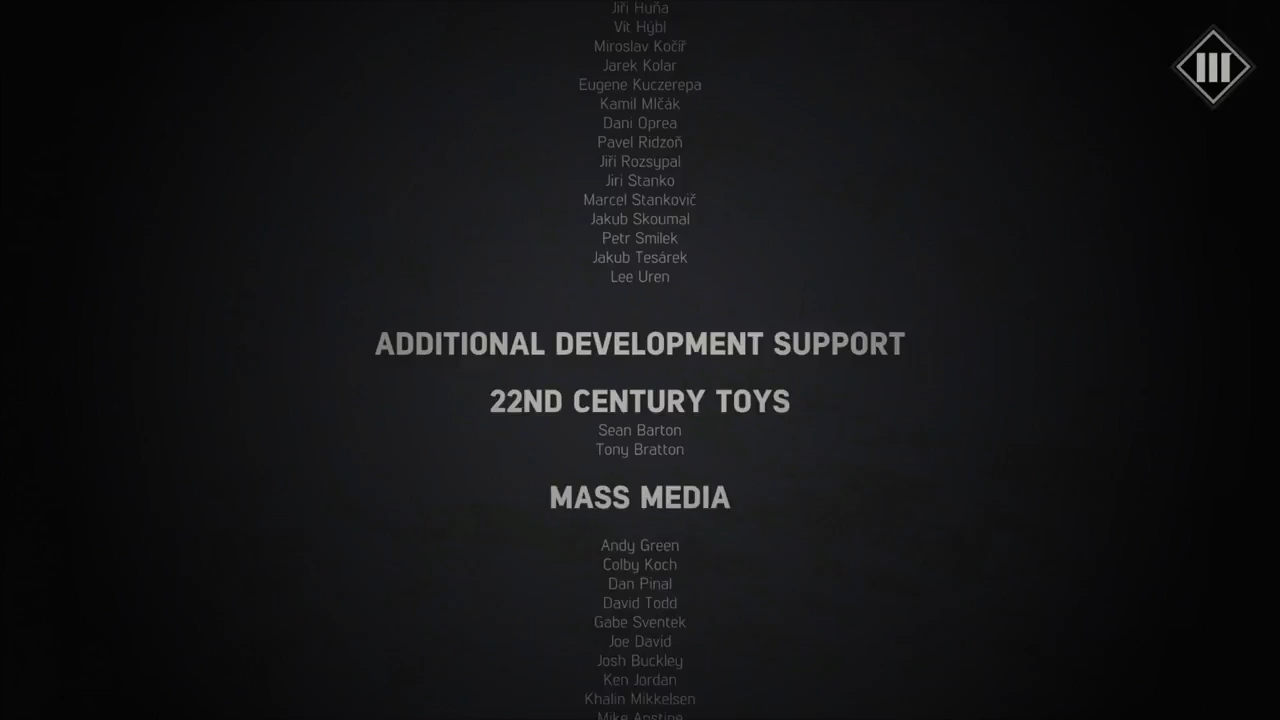 Jiří Huňa
Vít Hýbl
Miroslav Kočíř
Jarek Kolar
Eugene Kuczerepa
Kamil Mlčák
Dani Oprea
Pavel Ridzoň
Jiří Rozsypal
Jiri Stanko
Marcel Stankovič
Jakub Skoumal
Petr Smilek
Jakub Tesárek
Lee Uren
ADDITIONAL DEVELOPMENT SUPPORT
22ND CENTURY TOYS
Sean Barton
Tony Bratton
MASS MEDIA
Andy Green
Colby Koch
Dan Pinal
David Todd
Gabe Sventek
Joe David
Josh Buckley
Ken Jordan
Khalin Mikkelsen
Mike Anstine